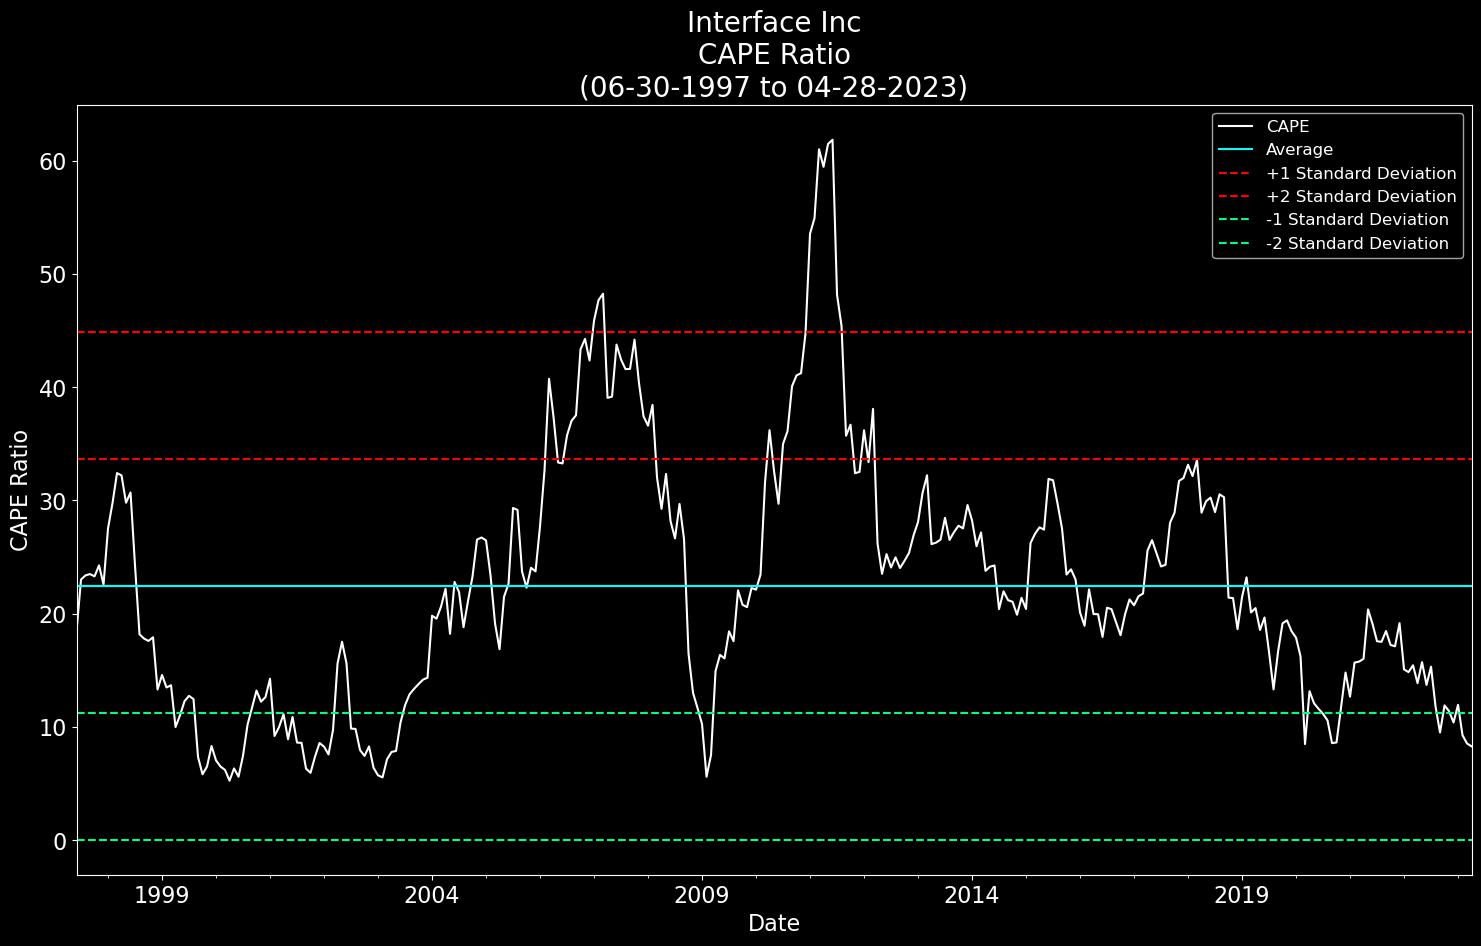 Interface Inc
CAPE Ratio
(06-30-1997 to 04-28-2023)
CAPE
Average
+1 Standard Deviation
+2 Standard Deviation
-1 Standard Deviation
-2 Standard Deviation
60
50
40
30
20
10
0
CAPE Ratio
1999
2004
2009
2014
2019
Date